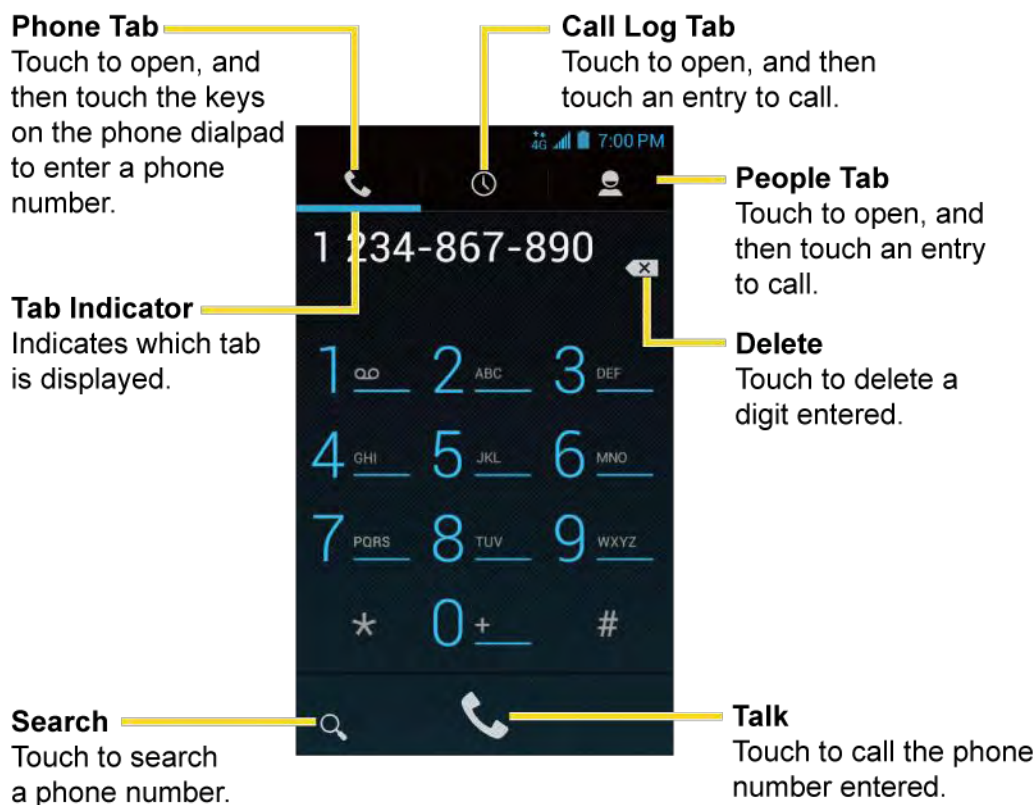 Phone Tab
Touch to open, and
then touch the keys
on the phone dialpad
to enter a phone
number.
Call Log Tab
Touch to open, and then
touch an entry to call.
4G 7:00 PM
People Tab
Touch to open, and
then touch an entry
to call.
1 234-867-890
Tab Indicator
Indicates which tab
is displayed.
Delete
Touch to delete a
digit entered.
1 2 ABC 3 DEF
4 GHI 5 JKL 6 MNO
7 PQRS 8 TUV 9 WXYZ
* 0 + #
Search
Touch to search
a phone number.
Talk
Touch to call the phone
number entered.